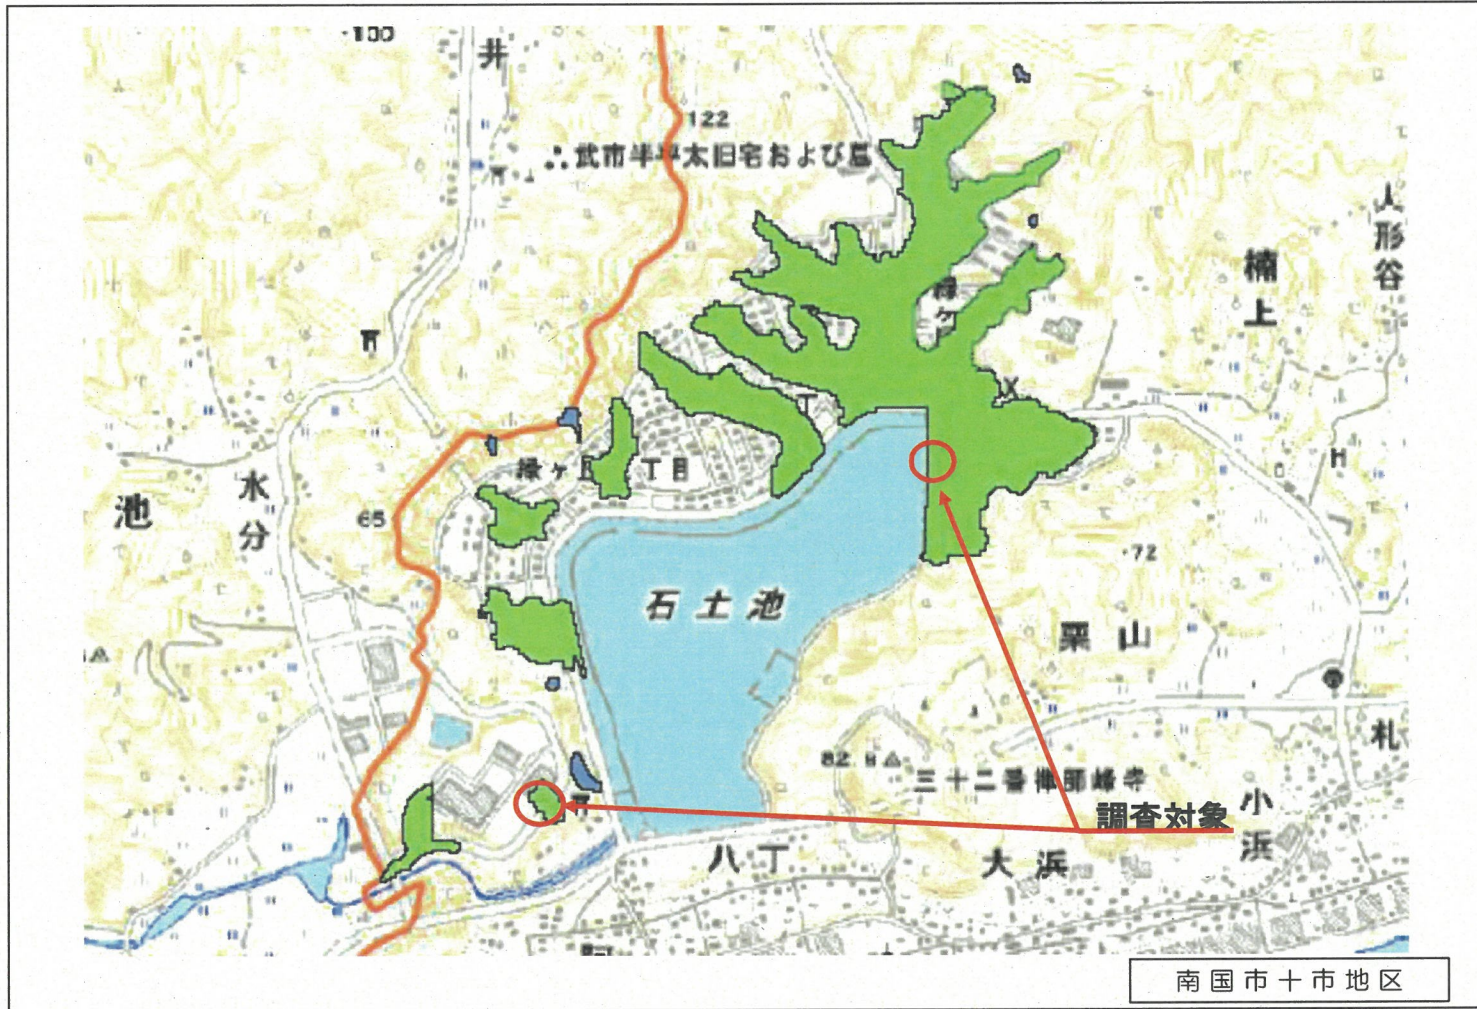 ·100
井
122
∴武市半平太旧宅および墓
人形谷
楠上
緑ヶ
丁
池
水分
65
緑ヶ丘
丁目
H
·72
石土池
栗山
82
三十二番禅師峰寺
札
小浜
調査対象
八丁
大浜
南国市十市地区